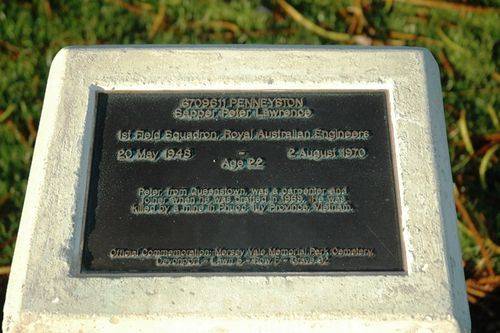 6709611 PENNEYSTON
Sapper Peter Lawrence
1st Field Squadron, Royal Australian Engineers
20 May 1948 - 2 August 1970
Age 22
Peter, from Queenstown, was a carpenter and
joiner when he was drafted in 1969. He was
killed by a mine in Phuoc Tuy Province, Vietnam.
Official Commemoration: Mersey Vale Memorial Park Cemetery,
Devonport - Lawn